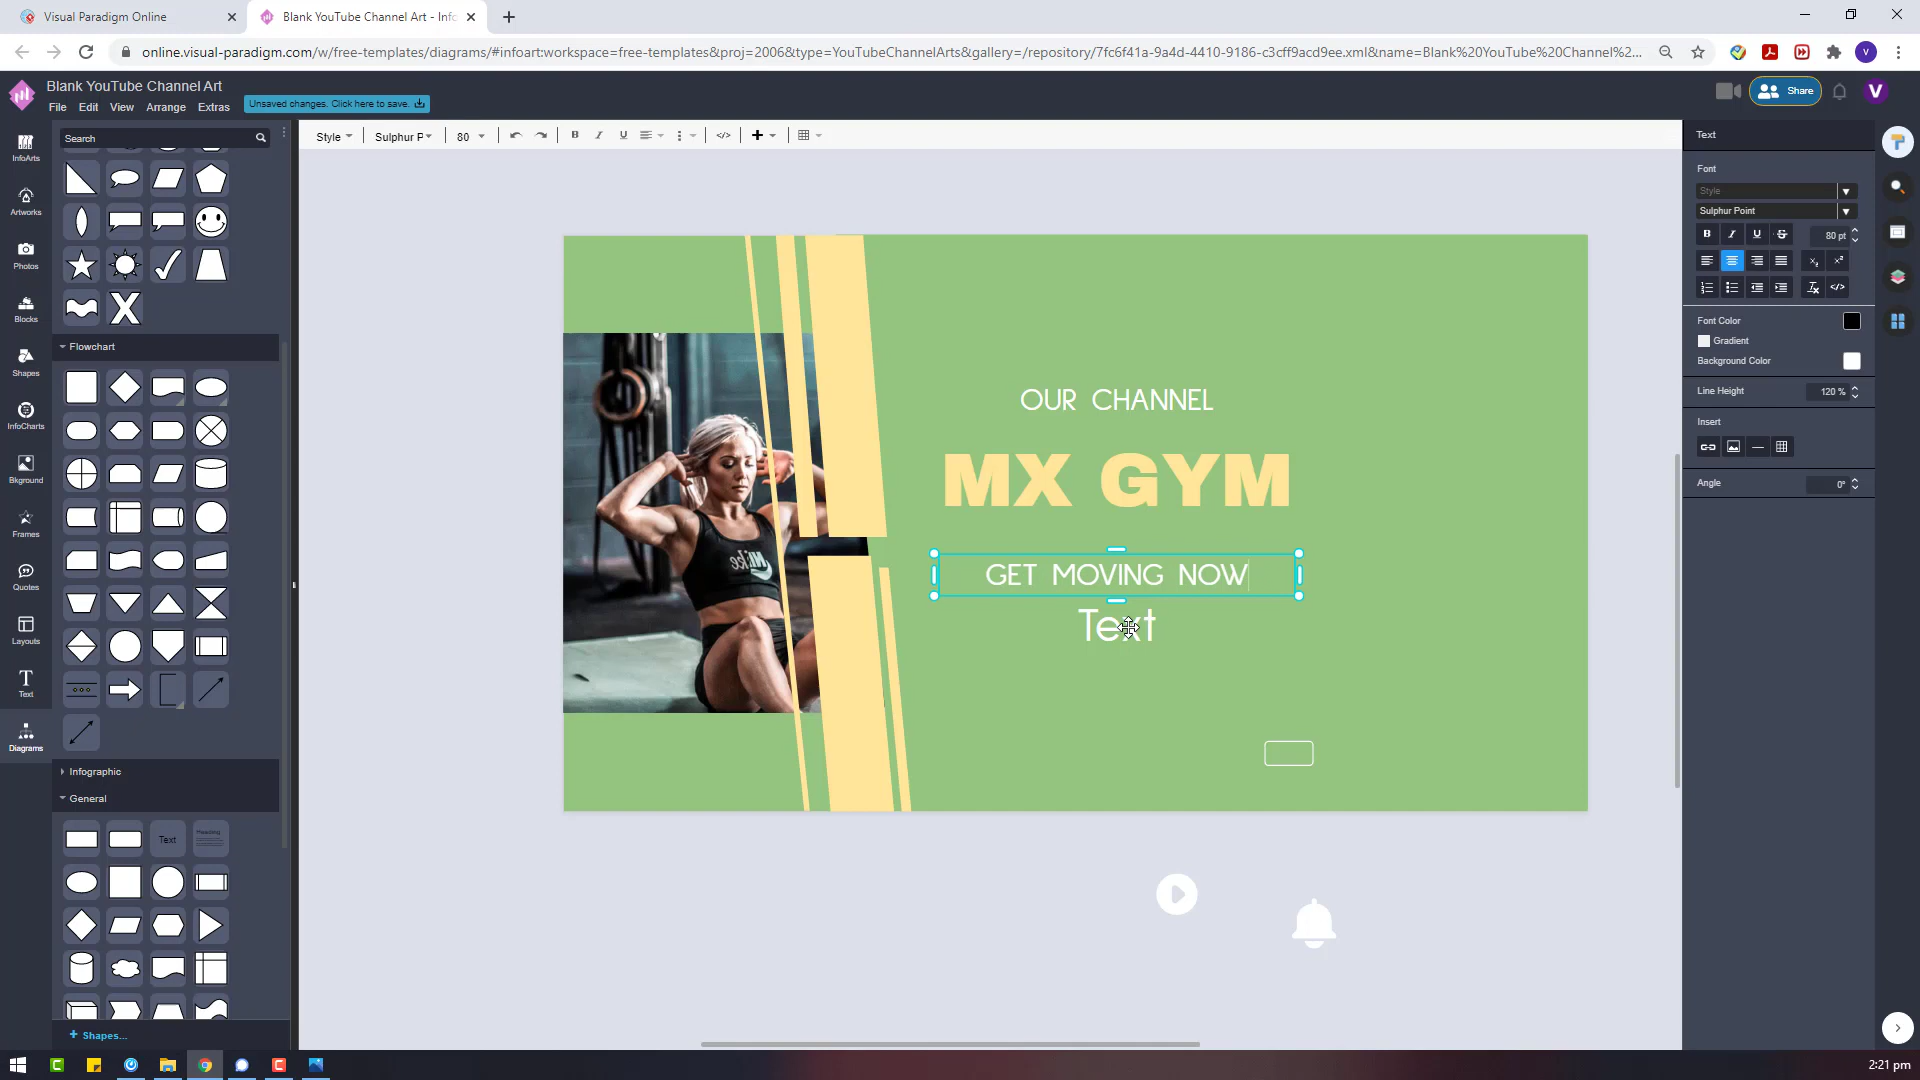 Visual Paradigm Online
Blank YouTube Channel Art - Info
online.visual-paradigm.com/w/free-templates/diagrams/#infoart:workspace=free-templates&proj=2006&type=YouTubeChannelArts&gallery=/repository/7fc6f41a-9a4d-4410-9186-c3cff9acd9ee.xml&name=Blank%20YouTube%20Channel%...
V
Blank YouTube Channel Art
File Edit View Arrange Extras
Unsaved changes. Click here to save.
Share
V
Search
Style Sulphur P 80 B I U </>
Text
InfoArts
Artworks
Photos
Blocks
Shapes
InfoCharts
Bkground
Frames
Quotes
Layouts
Text
Diagrams
Flowchart
Infographic
General
Text
Heading
+ Shapes...
OUR CHANNEL
MX GYM
GET MOVING NOW
Text
Nike
Font
Style
Sulphur Point
B I U S 80 pt
Font Color
Gradient
Background Color
Line Height 120 %
Insert
Angle 0°
2:21 pm